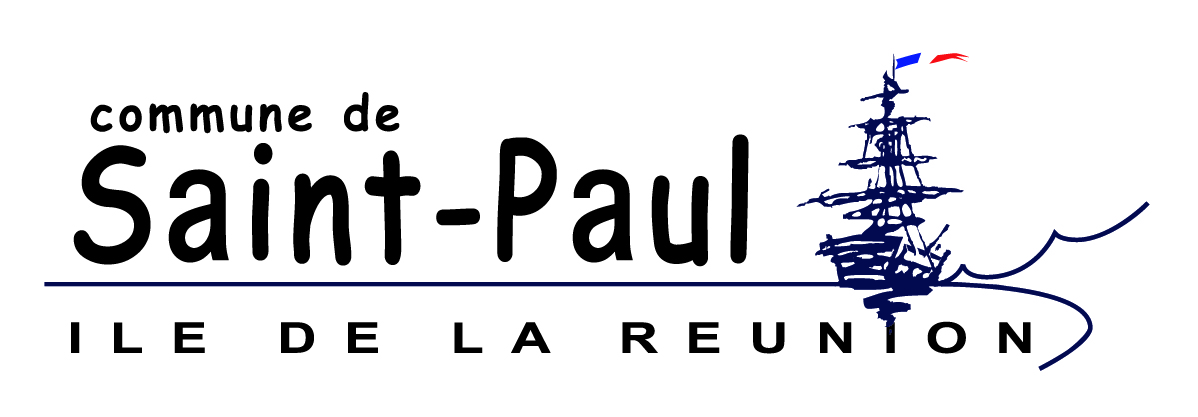 commune de
Saint-Paul
ILE DE LA REUNION